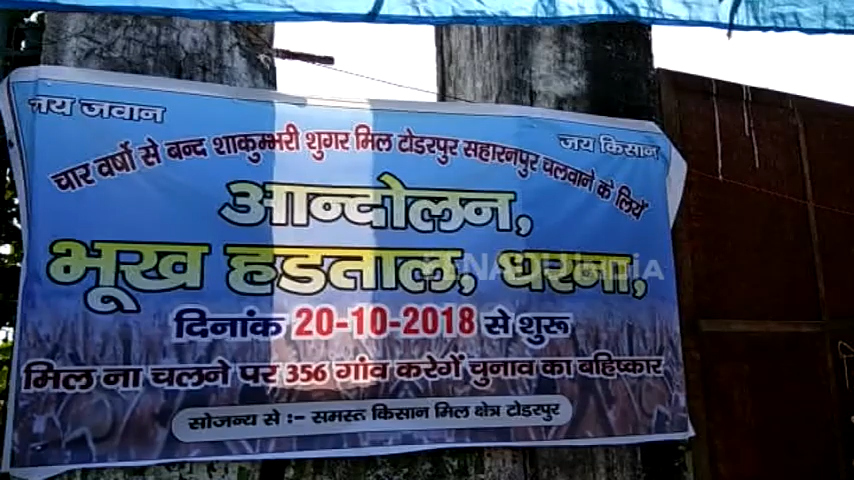 जय जवान
जय किसान
चार वर्षो से बन्द शाकुम्भरी शुगर मिल टोडरपुर सहारनपुर चलवाने के लियें
आन्दोलन,
भूख हडताल, धरना,
दिनांक 20-10-2018 से शुरू
मिल ना चलने पर 356 गांव करेगें चुनाव का बहिष्कार
सोजन्य से :- समस्त किसान मिल क्षेत्र टोडरपुर